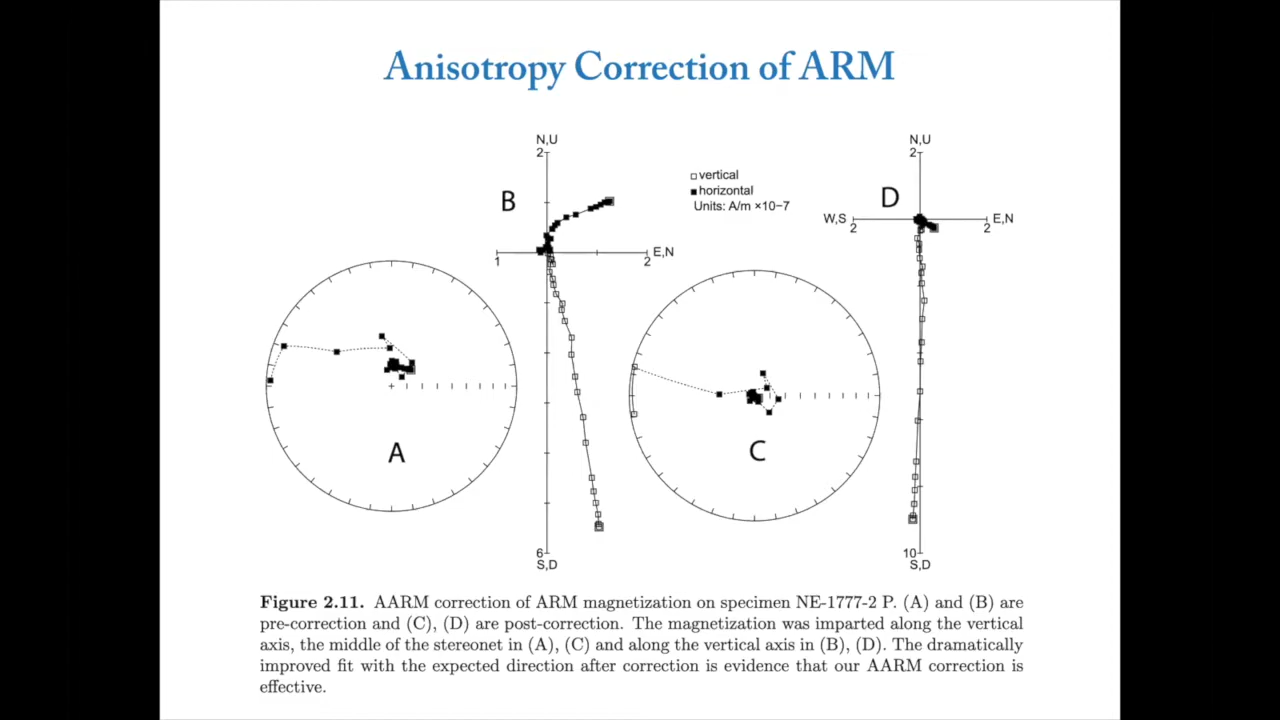 Anisotropy Correction of ARM
N,U
2
B
1
E,N
2
6
S,D
□ vertical
■ horizontal
Units: A/m ×10−7
N,U
2
D
W,S
2
E,N
2
10
S,D
A
C
Figure 2.11. AARM correction of ARM magnetization on specimen NE-1777-2 P. (A) and (B) are
pre-correction and (C), (D) are post-correction. The magnetization was imparted along the vertical
axis, the middle of the stereonet in (A), (C) and along the vertical axis in (B), (D). The dramatically
improved fit with the expected direction after correction is evidence that our AARM correction is
effective.